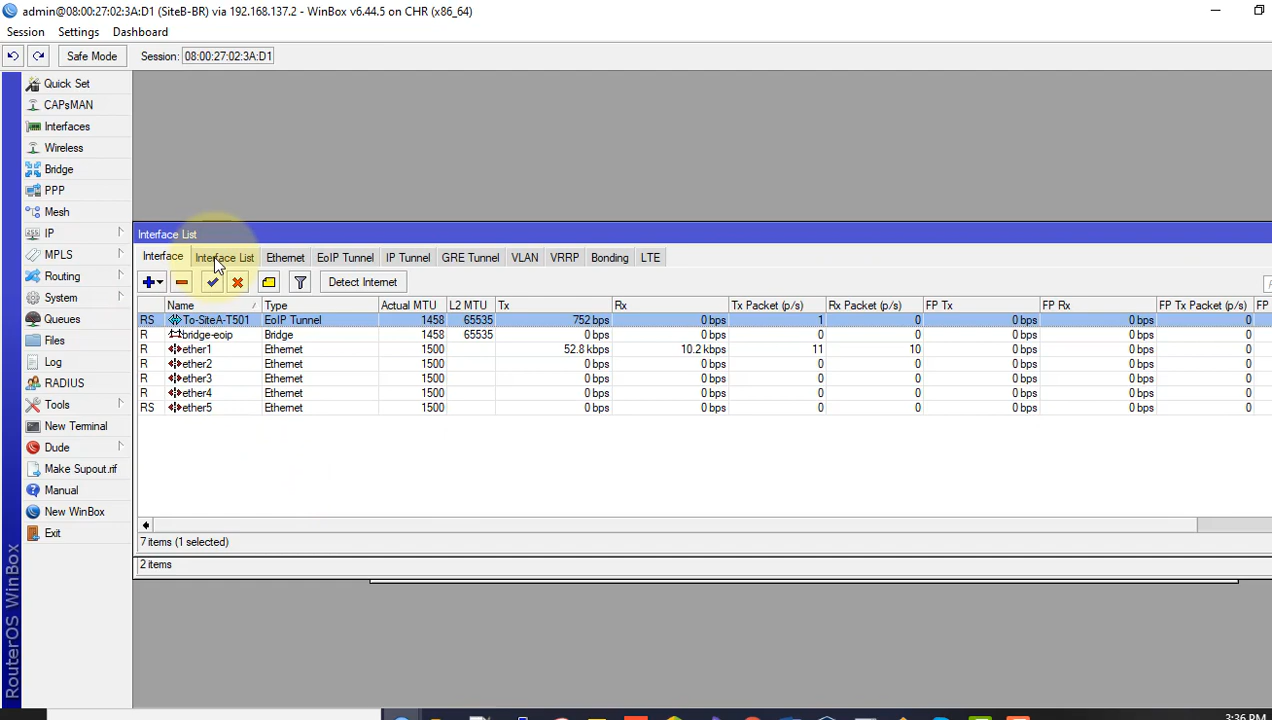 admin@08:00:27:02:3A:D1 (SiteB-BR) via 192.168.137.2 - WinBox v6.44.5 on CHR (x86_64)
Session Settings Dashboard
Safe Mode Session: 08:00:27:02:3A:D1
Quick Set
CAPsMAN
Interfaces
Wireless
Bridge
PPP
Mesh
IP
MPLS
Routing
System
Queues
Files
Log
RADIUS
Tools
New Terminal
Dude
Make Supout.rif
Manual
New WinBox
Exit
RouterOS WinBox
Interface List
Interface Interface List Ethernet EoIP Tunnel IP Tunnel GRE Tunnel VLAN VRRP Bonding LTE
Detect Internet
Name Type Actual MTU L2 MTU Tx Rx Tx Packet (p/s) Rx Packet (p/s) FP Tx FP Rx FP Tx Packet (p/s) FP
RS To-SiteA-T501 EoIP Tunnel 1458 65535 752 bps 0 bps 1 0 0 bps 0 bps 0
R bridge-eoip Bridge 1458 65535 0 bps 0 bps 0 0 0 bps 0 bps 0
R ether1 Ethernet 1500 52.8 kbps 10.2 kbps 11 10 0 bps 0 bps 0
R ether2 Ethernet 1500 0 bps 0 bps 0 0 0 bps 0 bps 0
R ether3 Ethernet 1500 0 bps 0 bps 0 0 0 bps 0 bps 0
R ether4 Ethernet 1500 0 bps 0 bps 0 0 0 bps 0 bps 0
RS ether5 Ethernet 1500 0 bps 0 bps 0 0 0 bps 0 bps 0
7 items (1 selected)
2 items
3:36 PM